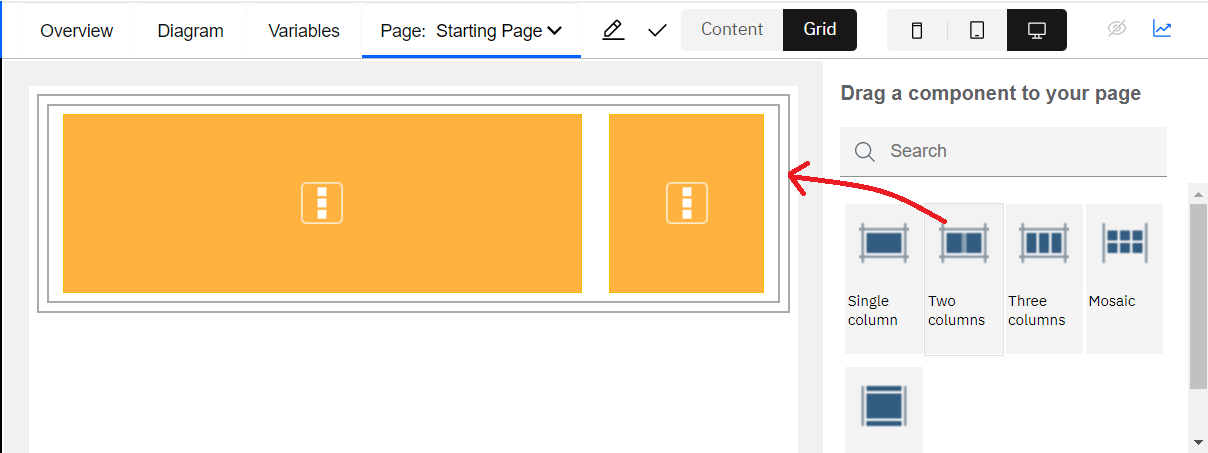 Overview Diagram Variables Page: Starting Page Content Grid
Drag a component to your page
Search
Single column
Two columns
Three columns
Mosaic